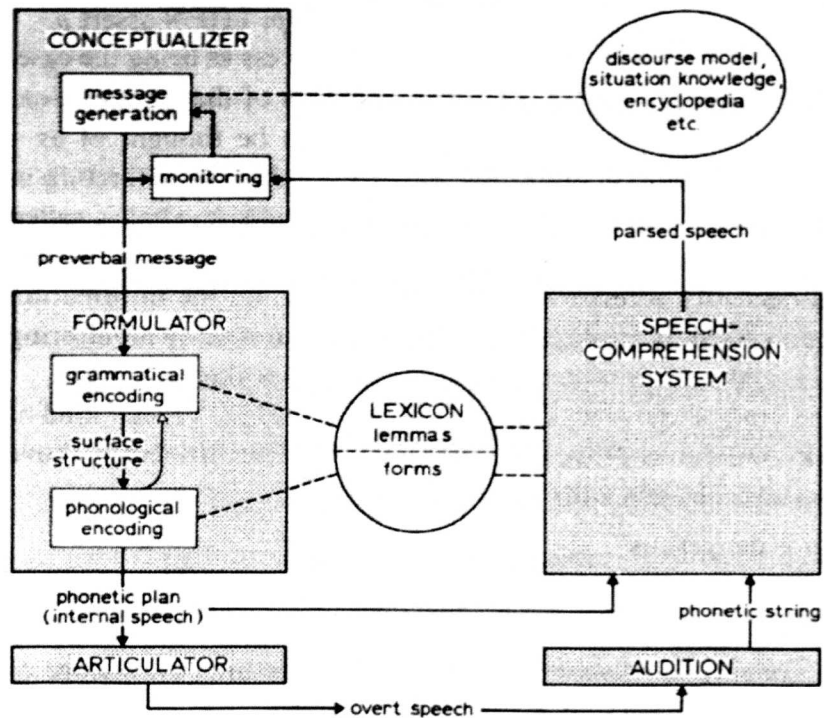 CONCEPTUALIZER
message
generation
monitoring
discourse model,
situation knowledge,
encyclopedia
etc
parsed speech
preverbal message
FORMULATOR
grammatical
encoding
surface
structure
phonological
encoding
LEXICON
lemmas
forms
SPEECH-
COMPREHENSION
SYSTEM
phonetic plan
(internal speech)
phonetic string
ARTICULATOR
AUDITION
overt speech